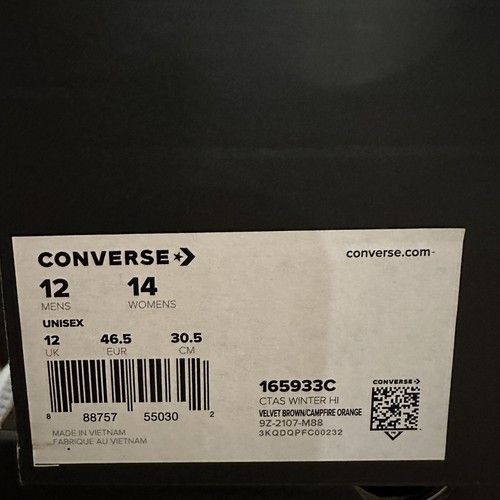 CONVERSE
converse.com
12 14
MENS WOMENS
UNISEX
12 46.5 30.5
UK EUR CM
8 88757 55030 2
MADE IN VIETNAM
FABRIQUE AU VIETNAM
165933C
CTAS WINTER HI
VELVET BROWN/CAMPFIRE ORANGE
9Z-2107-M88
3KQDQPFC00232
CONVERSE